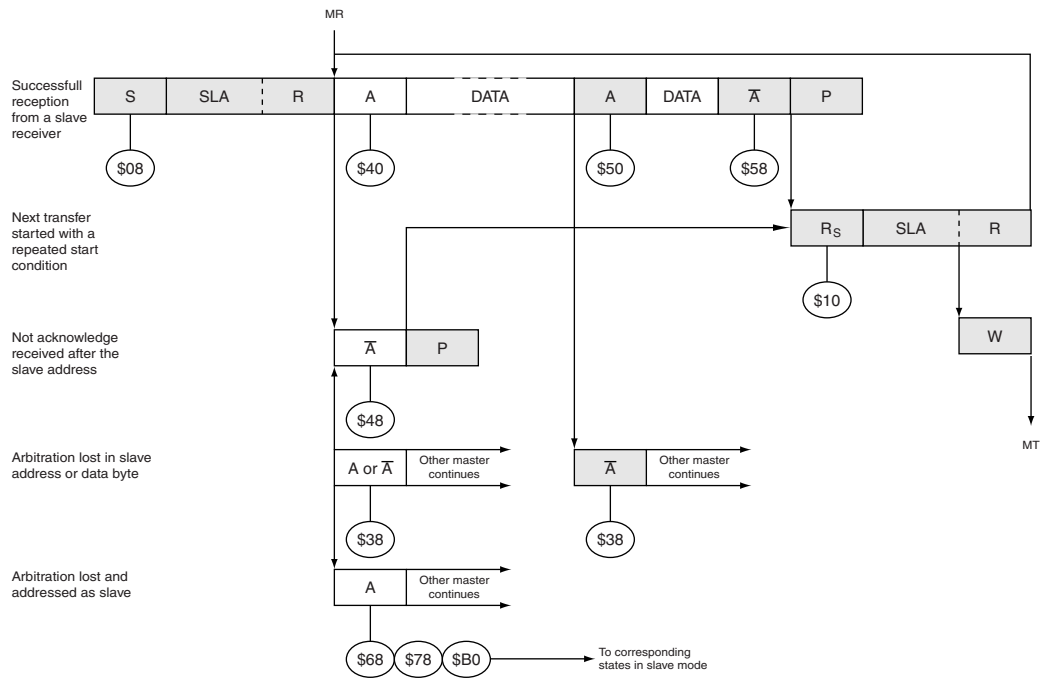 MR
Successfull
reception
from a slave
receiver
S SLA R A DATA A DATA A̅ P
$08 $40 $50 $58
Next transfer
started with a
repeated start
condition
RS SLA R
$10
Not acknowledge
received after the
slave address
A̅ P
W
$48
MT
Arbitration lost in slave
address or data byte
A or A̅ Other master
continues
A̅ Other master
continues
$38 $38
Arbitration lost and
addressed as slave
A Other master
continues
$68 $78 $B0 To corresponding
states in slave mode